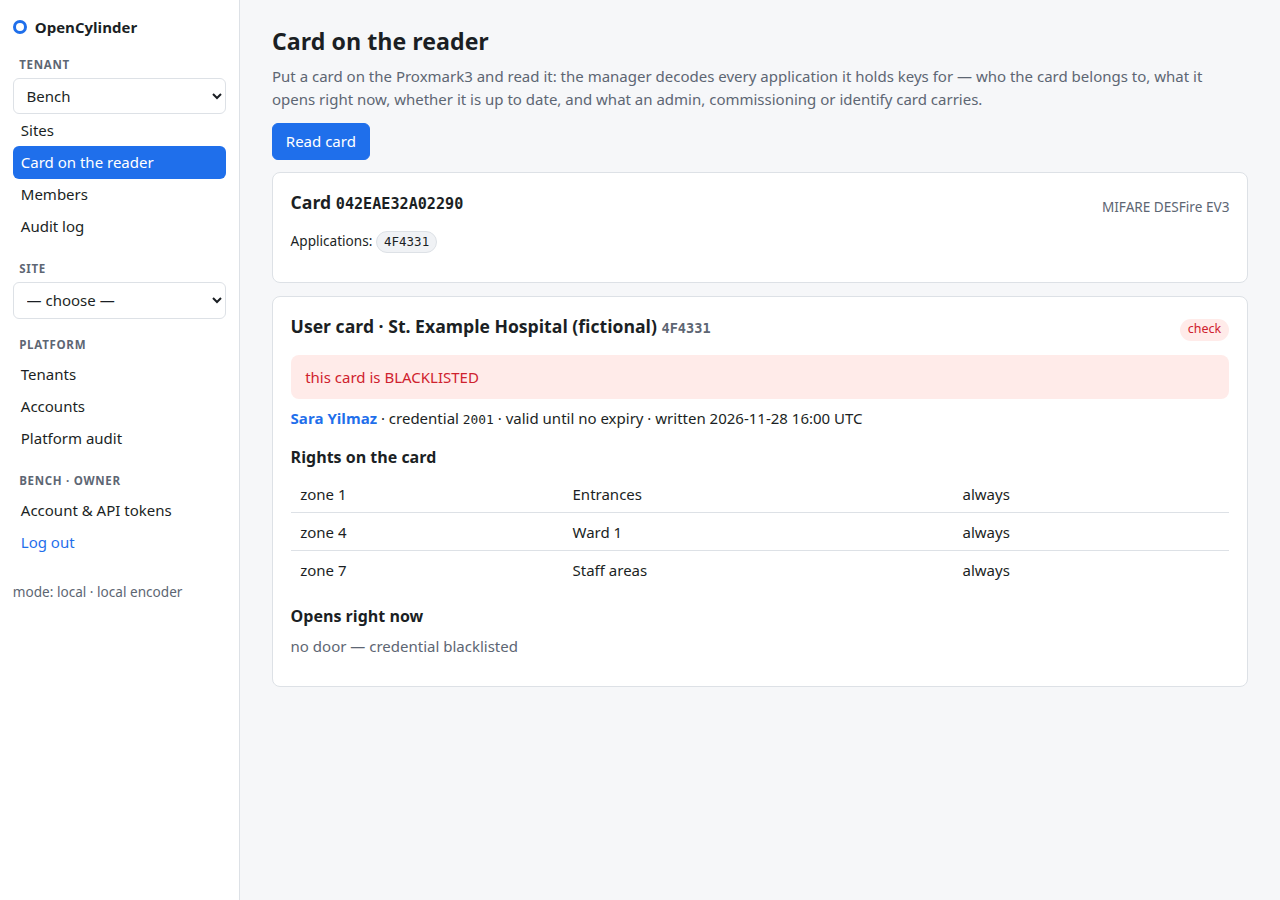 OpenCylinder
TENANT
Bench
Sites
Card on the reader
Members
Audit log
SITE
— choose —
PLATFORM
Tenants
Accounts
Platform audit
BENCH · OWNER
Account & API tokens
Log out
mode: local · local encoder
Card on the reader
Put a card on the Proxmark3 and read it: the manager decodes every application it holds keys for — who the card belongs to, what it
opens right now, whether it is up to date, and what an admin, commissioning or identify card carries.
Read card
Card 042EAE32A02290
MIFARE DESFire EV3
Applications: 4F4331
User card · St. Example Hospital (fictional) 4F4331
check
this card is BLACKLISTED
Sara Yilmaz · credential 2001 · valid until no expiry · written 2026-11-28 16:00 UTC
Rights on the card
zone 1 Entrances always
zone 4 Ward 1 always
zone 7 Staff areas always
Opens right now
no door — credential blacklisted